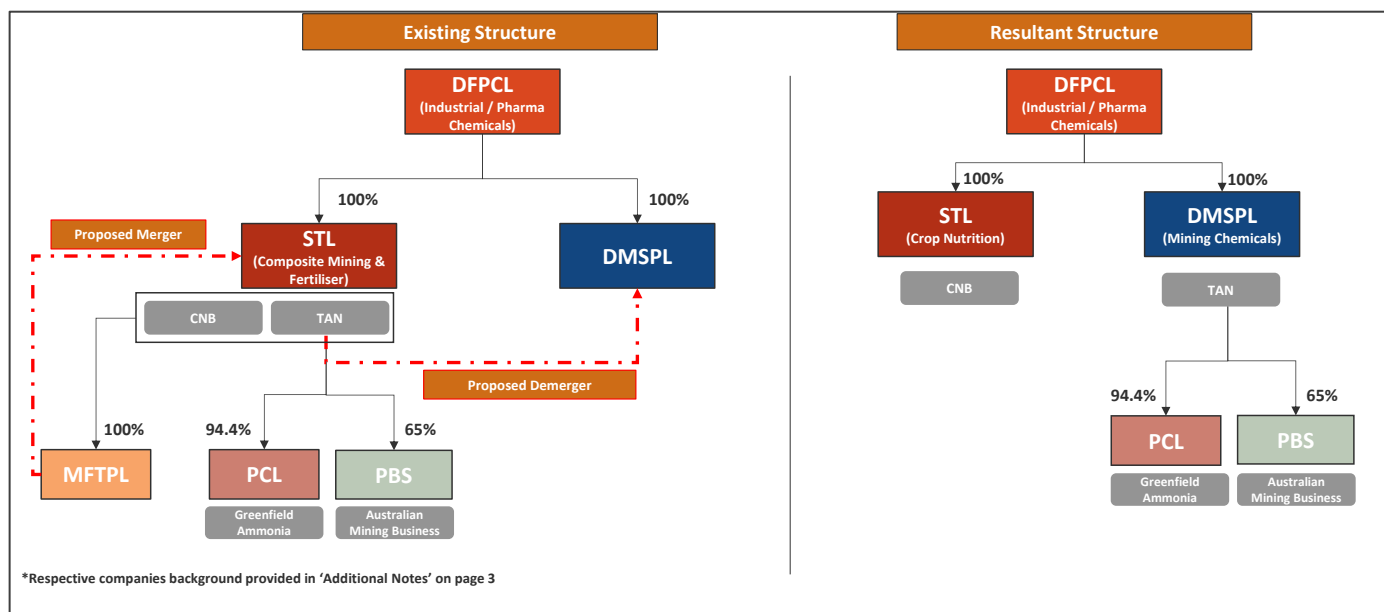 Existing Structure
DFPCL
(Industrial / Pharma
Chemicals)
100%
100%
Proposed Merger
STL
(Composite Mining &
Fertiliser)
DMSPL
CNB
TAN
Proposed Demerger
100%
94.4%
65%
MFTPL
PCL
PBS
Greenfield
Ammonia
Australian
Mining Business
*Respective companies background provided in ‘Additional Notes’ on page 3
Resultant Structure
DFPCL
(Industrial / Pharma
Chemicals)
100%
100%
STL
(Crop Nutrition)
DMSPL
(Mining Chemicals)
CNB
TAN
94.4%
65%
PCL
PBS
Greenfield
Ammonia
Australian
Mining Business